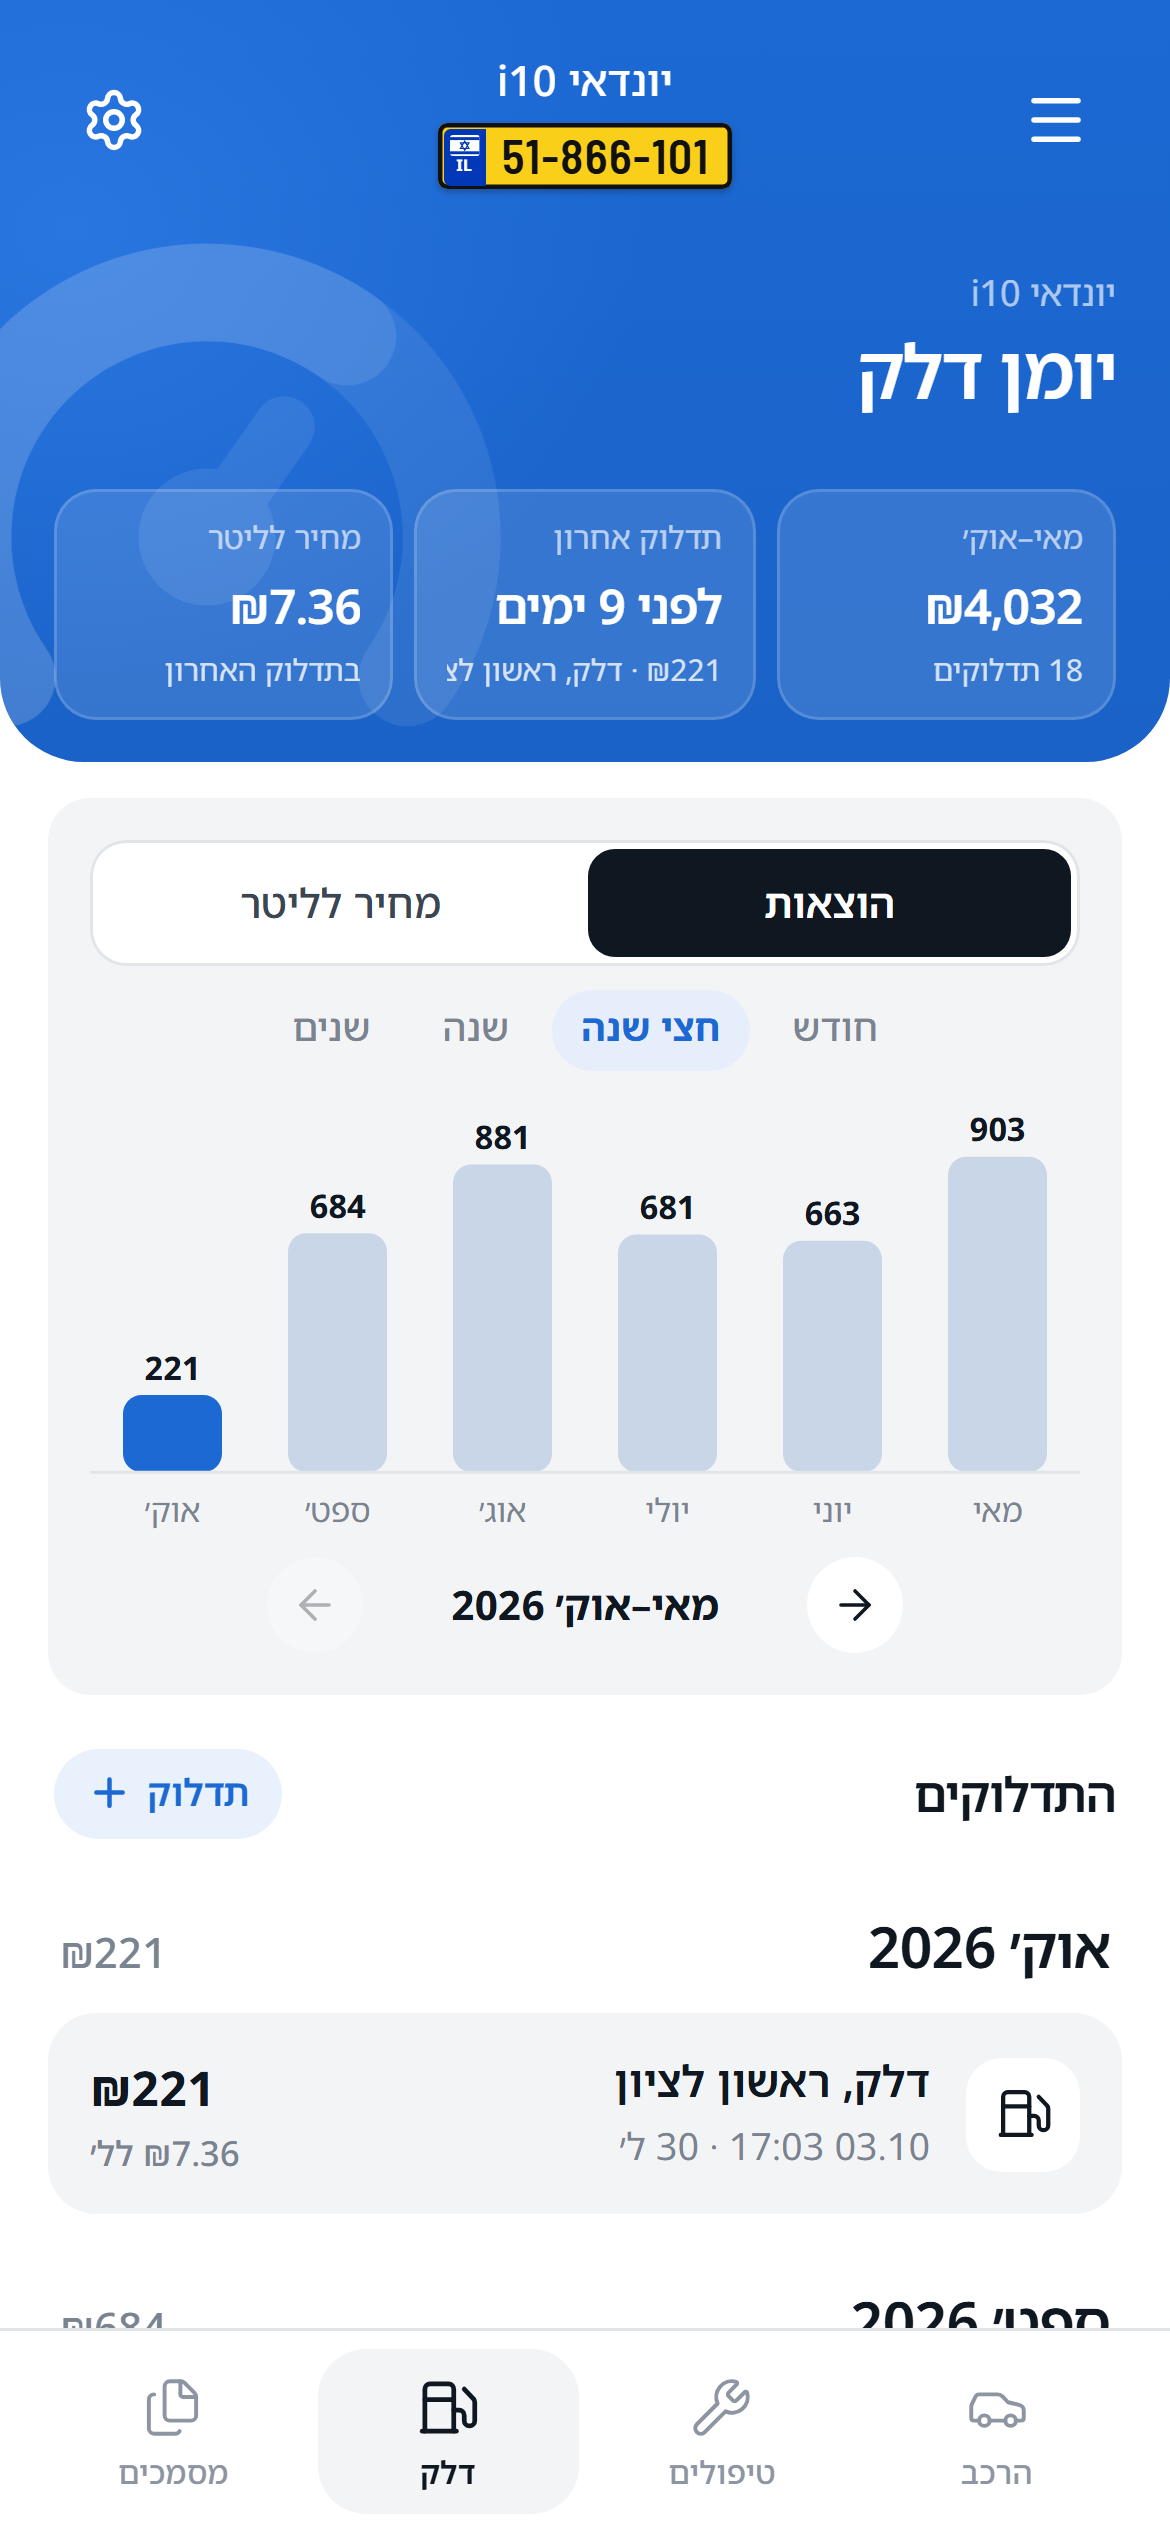 יונדאי i10
IL 51-866-101
יונדאי i10
יומן דלק
מאי–אוק׳
₪4,032
18 תדלוקים
תדלוק אחרון
לפני 9 ימים
₪221 · דלק, ראשון לצ
מחיר לליטר
₪7.36
בתדלוק האחרון
הוצאות
מחיר לליטר
חודש
חצי שנה
שנה
שנים
903
663
681
881
684
221
מאי
יוני
יולי
אוג׳
ספט׳
אוק׳
מאי–אוק׳ 2026
התדלוקים
תדלוק +
אוק׳ 2026
₪221
דלק, ראשון לציון
03.10 17:03 · 30 ל׳
₪221
₪7.36 לל׳
ספט׳ 2026
₪684
הרכב
טיפולים
דלק
מסמכים